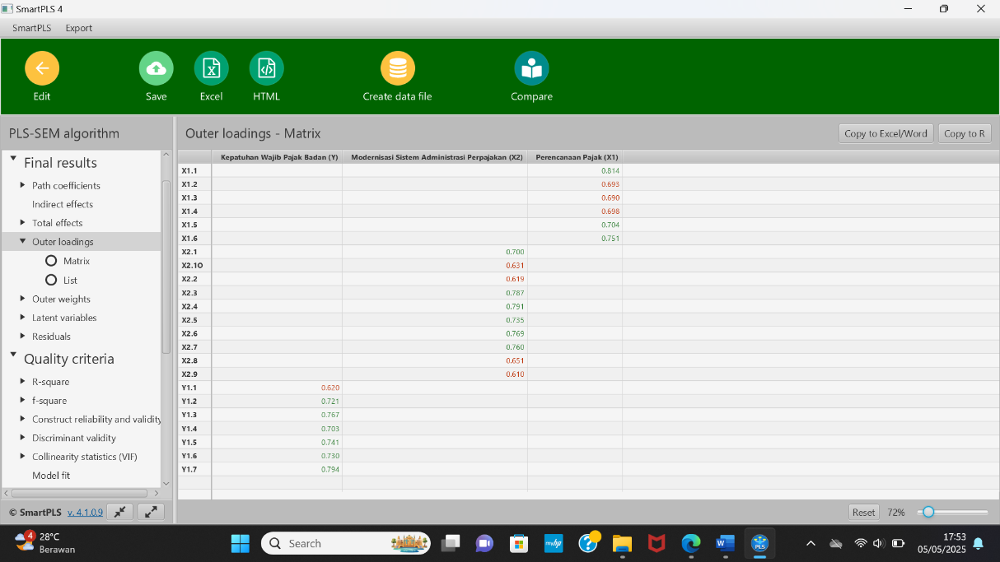 SmartPLS 4
SmartPLS Export
Edit Save Excel HTML Create data file Compare
PLS-SEM algorithm
Final results
Path coefficients
Indirect effects
Total effects
Outer loadings
Matrix
List
Outer weights
Latent variables
Residuals
Quality criteria
R-square
f-square
Construct reliability and validity
Discriminant validity
Collinearity statistics (VIF)
Model fit
© SmartPLS v. 4.1.0.9
Outer loadings - Matrix Copy to Excel/Word Copy to R
Kepatuhan Wajib Pajak Badan (Y) Modernisasi Sistem Administrasi Perpajakan (X2) Perencanaan Pajak (X1)
X1.1 0.814
X1.2 0.693
X1.3 0.690
X1.4 0.698
X1.5 0.704
X1.6 0.751
X2.1 0.700
X2.1O 0.631
X2.2 0.619
X2.3 0.787
X2.4 0.791
X2.5 0.735
X2.6 0.769
X2.7 0.760
X2.8 0.651
X2.9 0.610
Y1.1 0.620
Y1.2 0.721
Y1.3 0.767
Y1.4 0.703
Y1.5 0.741
Y1.6 0.730
Y1.7 0.794
Reset 72%
4 28°C
Berawan
Search
myhp
W
PLS
17:53
05/05/2025